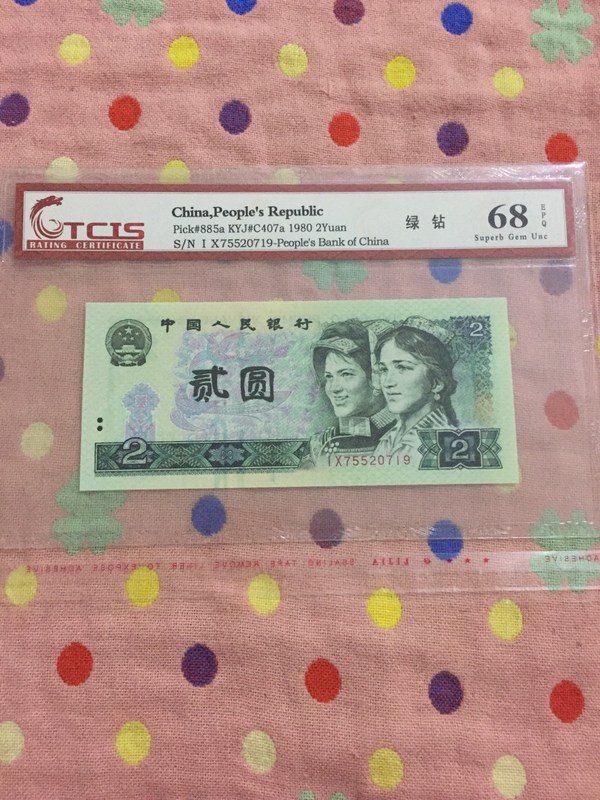 TCIS
RATING CERTIFICATE
China,People's Republic
Pick#885a KYJ#C407a 1980 2Yuan
S/N I X75520719-People's Bank of China
绿 钻
68
EPQ
Superb Gem Unc
中国人民银行
2
贰圆
2
IX75520719
2